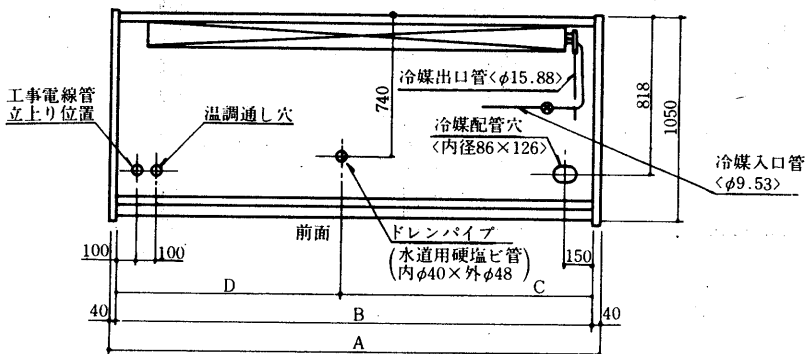 冷媒出口管<φ15.88>
740
818
1050
工事電線管
立上り位置
温調通し穴
冷媒配管穴
<内径86×126>
冷媒入口管
<φ9.53>
前面
ドレンパイプ
(水道用硬塩ビ管)
内φ40×外φ48
100
100
150
D
C
40
B
40
A